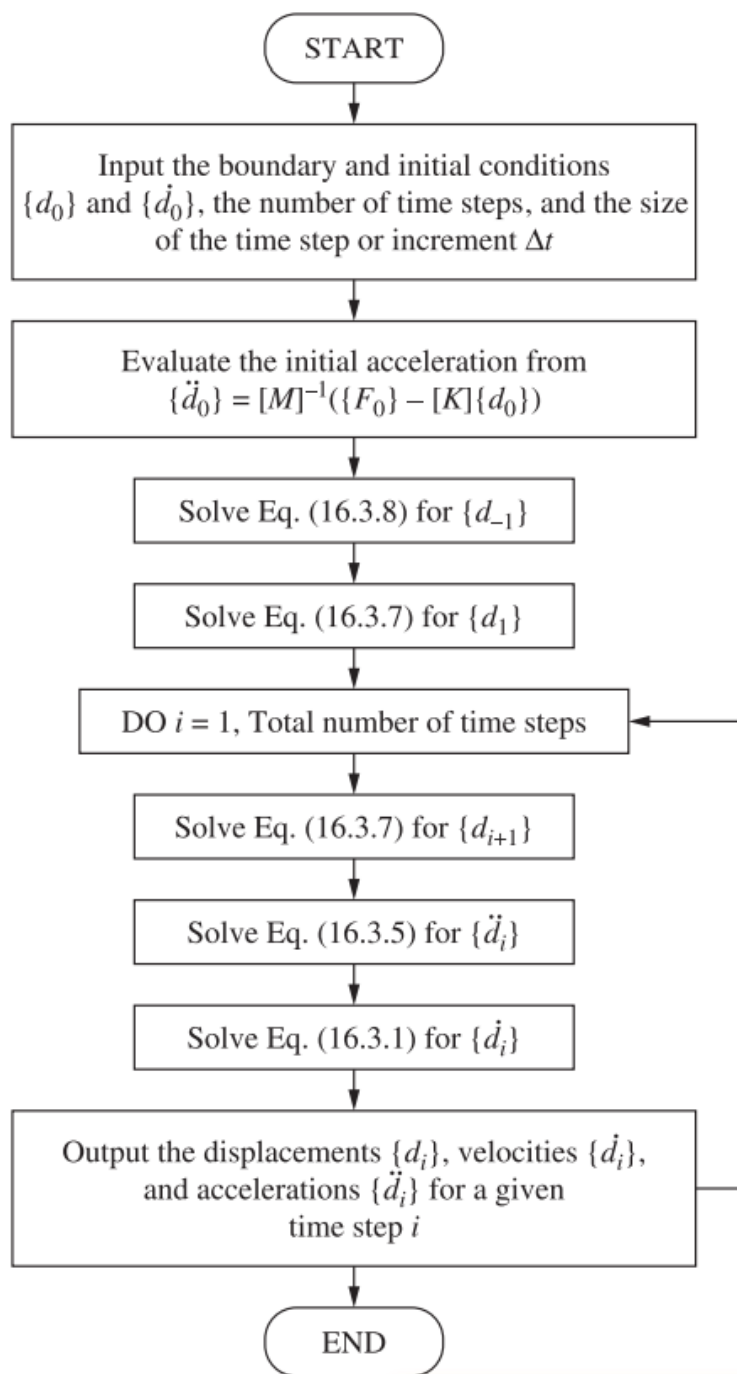 START
Input the boundary and initial conditions
{d₀} and {ḋ₀}, the number of time steps, and the size
of the time step or increment Δt
Evaluate the initial acceleration from
{d̈₀} = [M]⁻¹({F₀} – [K]{d₀})
Solve Eq. (16.3.8) for {d₋₁}
Solve Eq. (16.3.7) for {d₁}
DO i = 1, Total number of time steps
Solve Eq. (16.3.7) for {dᵢ₊₁}
Solve Eq. (16.3.5) for {d̈ᵢ}
Solve Eq. (16.3.1) for {ḋᵢ}
Output the displacements {dᵢ}, velocities {ḋᵢ},
and accelerations {d̈ᵢ} for a given
time step i
END